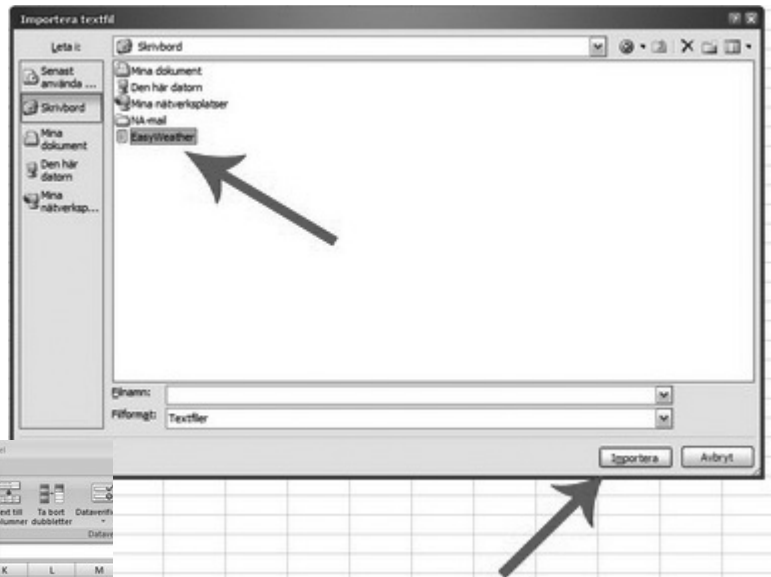 Importera textfil
Leta i:
Skrivbord
Senast
använda ...
Skrivbord
Mina
dokument
Den här
datorn
Mina
nätverksp...
Mina dokument
Den här datorn
Mina nätverksplatser
NA-mail
EasyWeather
Filnamn:
Filformat:
Textfiler
Importera
Avbryt
Ta bort
dubbletter
K
L
M